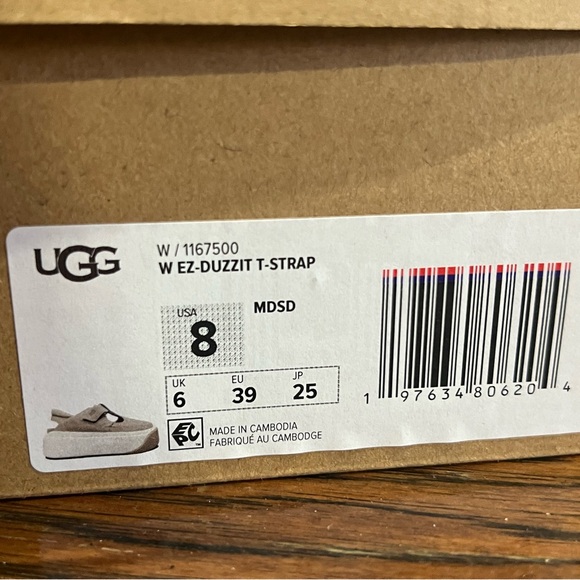 UGG
W / 1167500
W EZ-DUZZIT T-STRAP
USA
8
MDSD
UK EU JP
6 39 25
EPC
MADE IN CAMBODIA
FABRIQUÉ AU CAMBODGE
1 97634 80620 4